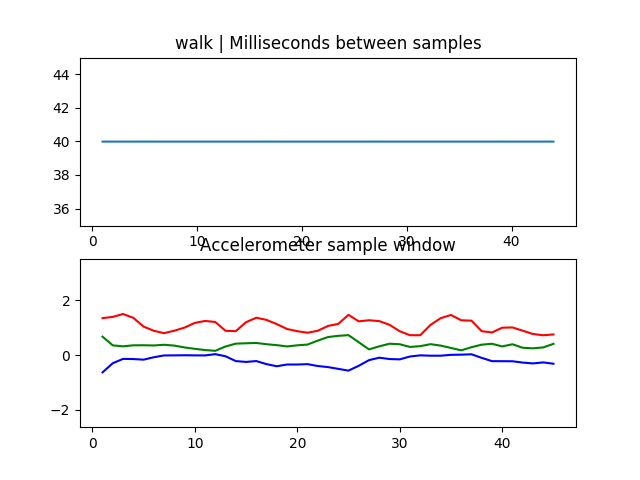 walk | Milliseconds between samples
44
42
40
38
36
0 10 20 30 40
Accelerometer sample window
2
0
−2
0 10 20 30 40